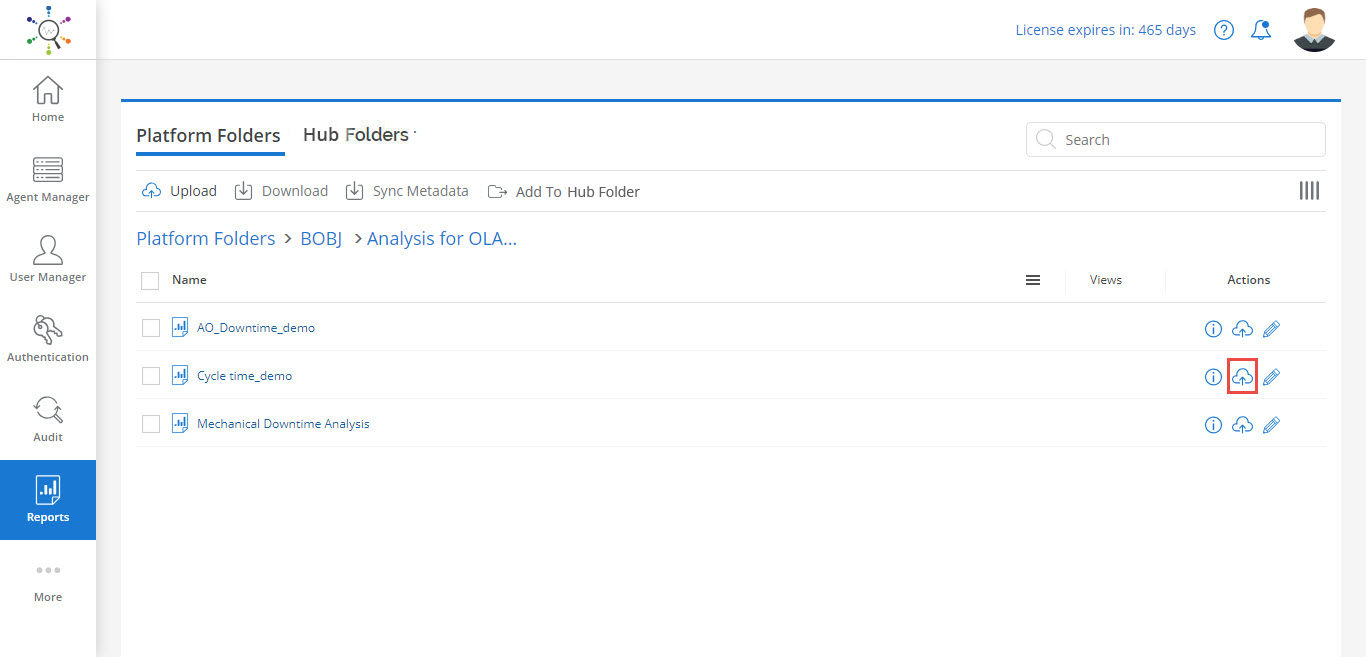 License expires in: 465 days
Home
Agent Manager
User Manager
Authentication
Audit
Reports
More
Platform Folders Hub Folders
Search
Upload Download Sync Metadata Add To Hub Folder
Platform Folders > BOBJ > Analysis for OLA...
Name Views Actions
AO_Downtime_demo
Cycle time_demo
Mechanical Downtime Analysis